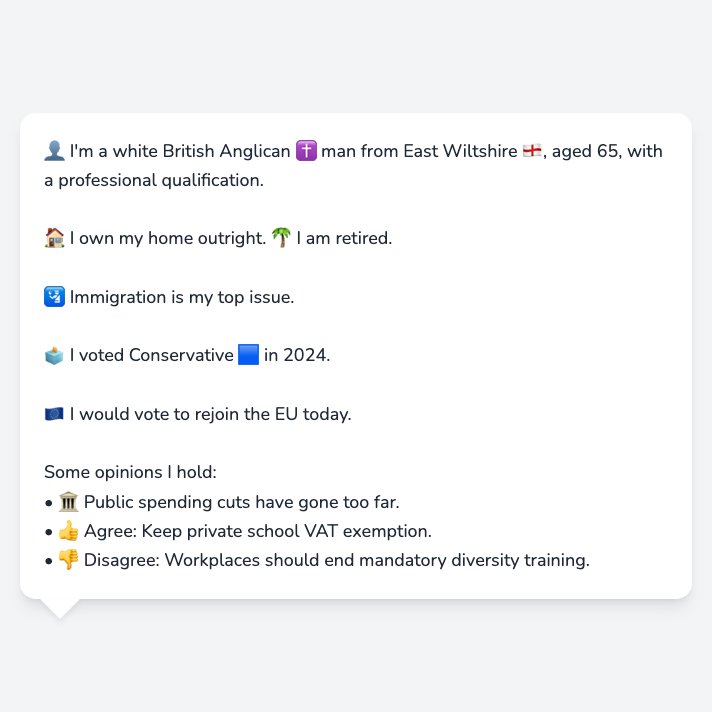 👤 I'm a white British Anglican ✝️ man from East Wiltshire 🏴󠁧󠁢󠁥󠁮󠁧󠁿, aged 65, with
a professional qualification.
🏠 I own my home outright. 🌴 I am retired.
🛂 Immigration is my top issue.
🗳️ I voted Conservative 🟦 in 2024.
🇪🇺 I would vote to rejoin the EU today.
Some opinions I hold:
• 🏛️ Public spending cuts have gone too far.
• 👍 Agree: Keep private school VAT exemption.
• 👎 Disagree: Workplaces should end mandatory diversity training.